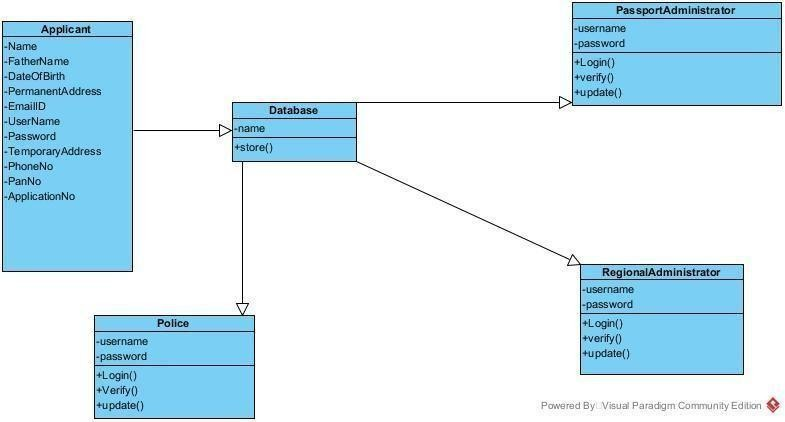 Applicant
-Name
-FatherName
-DateOfBirth
-PermanentAddress
-EmailID
-UserName
-Password
-TemporaryAddress
-PhoneNo
-PanNo
-ApplicationNo
Database
-name
+store()
PassportAdministrator
-username
-password
+Login()
+verify()
+update()
Police
-username
-password
+Login()
+Verify()
+update()
RegionalAdministrator
-username
-password
+Login()
+verify()
+update()
Powered By Visual Paradigm Community Edition